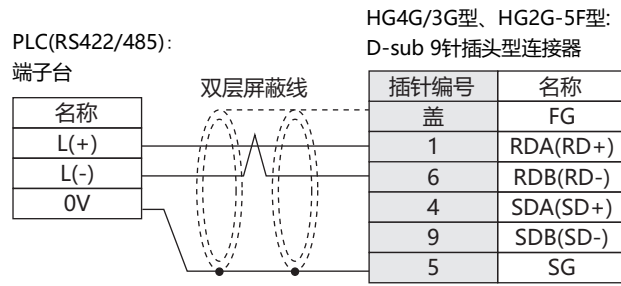 HG4G/3G型、HG2G-5F型:
D-sub 9针插头型连接器
PLC(RS422/485)：
端子台
双层屏蔽线
名称
L(+)
L(-)
0V
插针编号 名称
盖 FG
1 RDA(RD+)
6 RDB(RD-)
4 SDA(SD+)
9 SDB(SD-)
5 SG